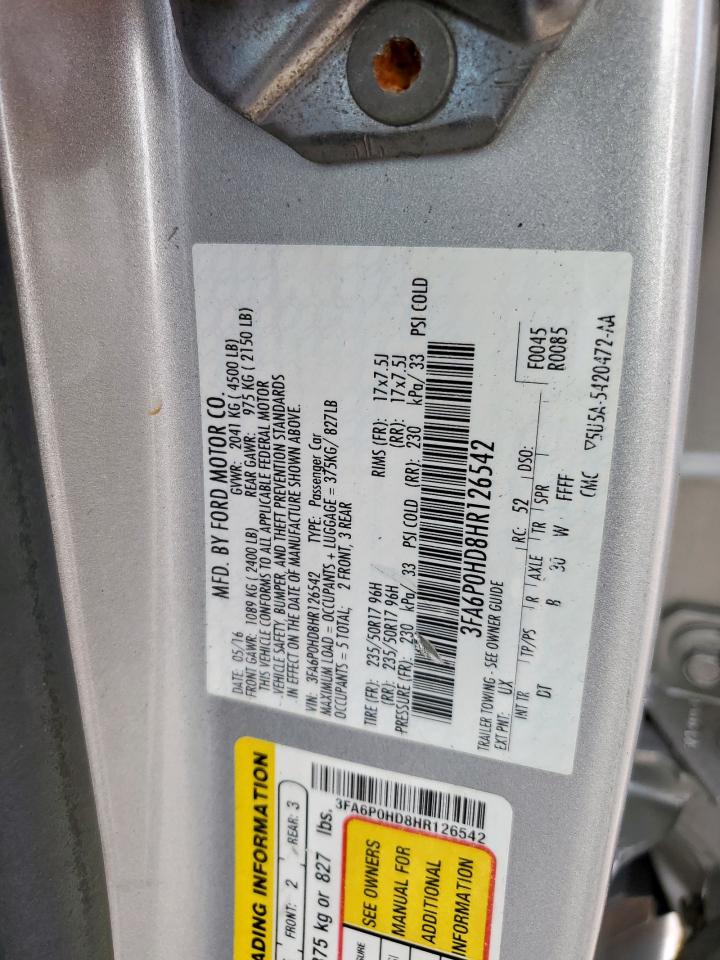 MFD. BY FORD MOTOR CO.
DATE: 05/16 GVWR: 2041 KG ( 4500 LB)
FRONT GAWR: 1089 KG ( 2400 LB) REAR GAWR: 975 KG ( 2150 LB)
THIS VEHICLE CONFORMS TO ALL APPLICABLE FEDERAL MOTOR
VEHICLE SAFETY, BUMPER, AND THEFT PREVENTION STANDARDS
IN EFFECT ON THE DATE OF MANUFACTURE SHOWN ABOVE.
VIN: 3FA6P0HD8HR126542 TYPE: Passenger Car
MAXIMUM LOAD = OCCUPANTS + LUGGAGE = 375KG/ 827LB
OCCUPANTS = 5 TOTAL; 2 FRONT, 3 REAR
TIRE (FR): 235/50R17 96H RIMS (FR): 17x7.5J
(RR): 235/50R17 96H (RR): 17x7.5J
PRESSURE (FR): 230 kPa/ 33 PSI COLD (RR): 230 kPa/ 33 PSI COLD
3FA6P0HD8HR126542
TRAILER TOWING - SEE OWNER GUIDE
EXT PNT: UX RC: 52 DSO: F0045
R0085
INT TR TP/PS R AXLE TR SPR
DT B 30 W FFFF
CMC 5U5A-5420472-AA
ADING INFORMATION
FRONT: 2 REAR: 3
375 kg or 827 lbs.
3FA6P0HD8HR126542
SEE OWNERS
MANUAL FOR
ADDITIONAL
INFORMATION